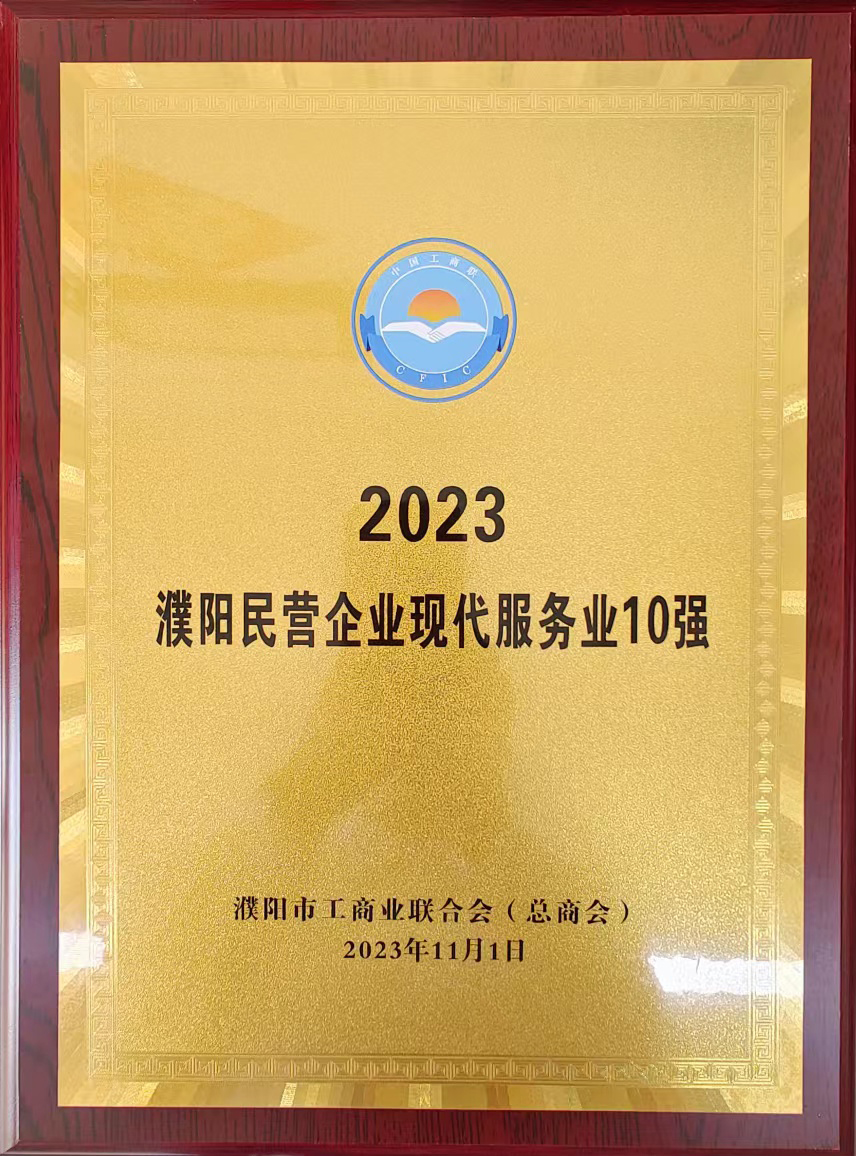 中国工商联
CFIC
2023
濮阳民营企业现代服务业10强
濮阳市工商业联合会（总商会）
2023年11月1日